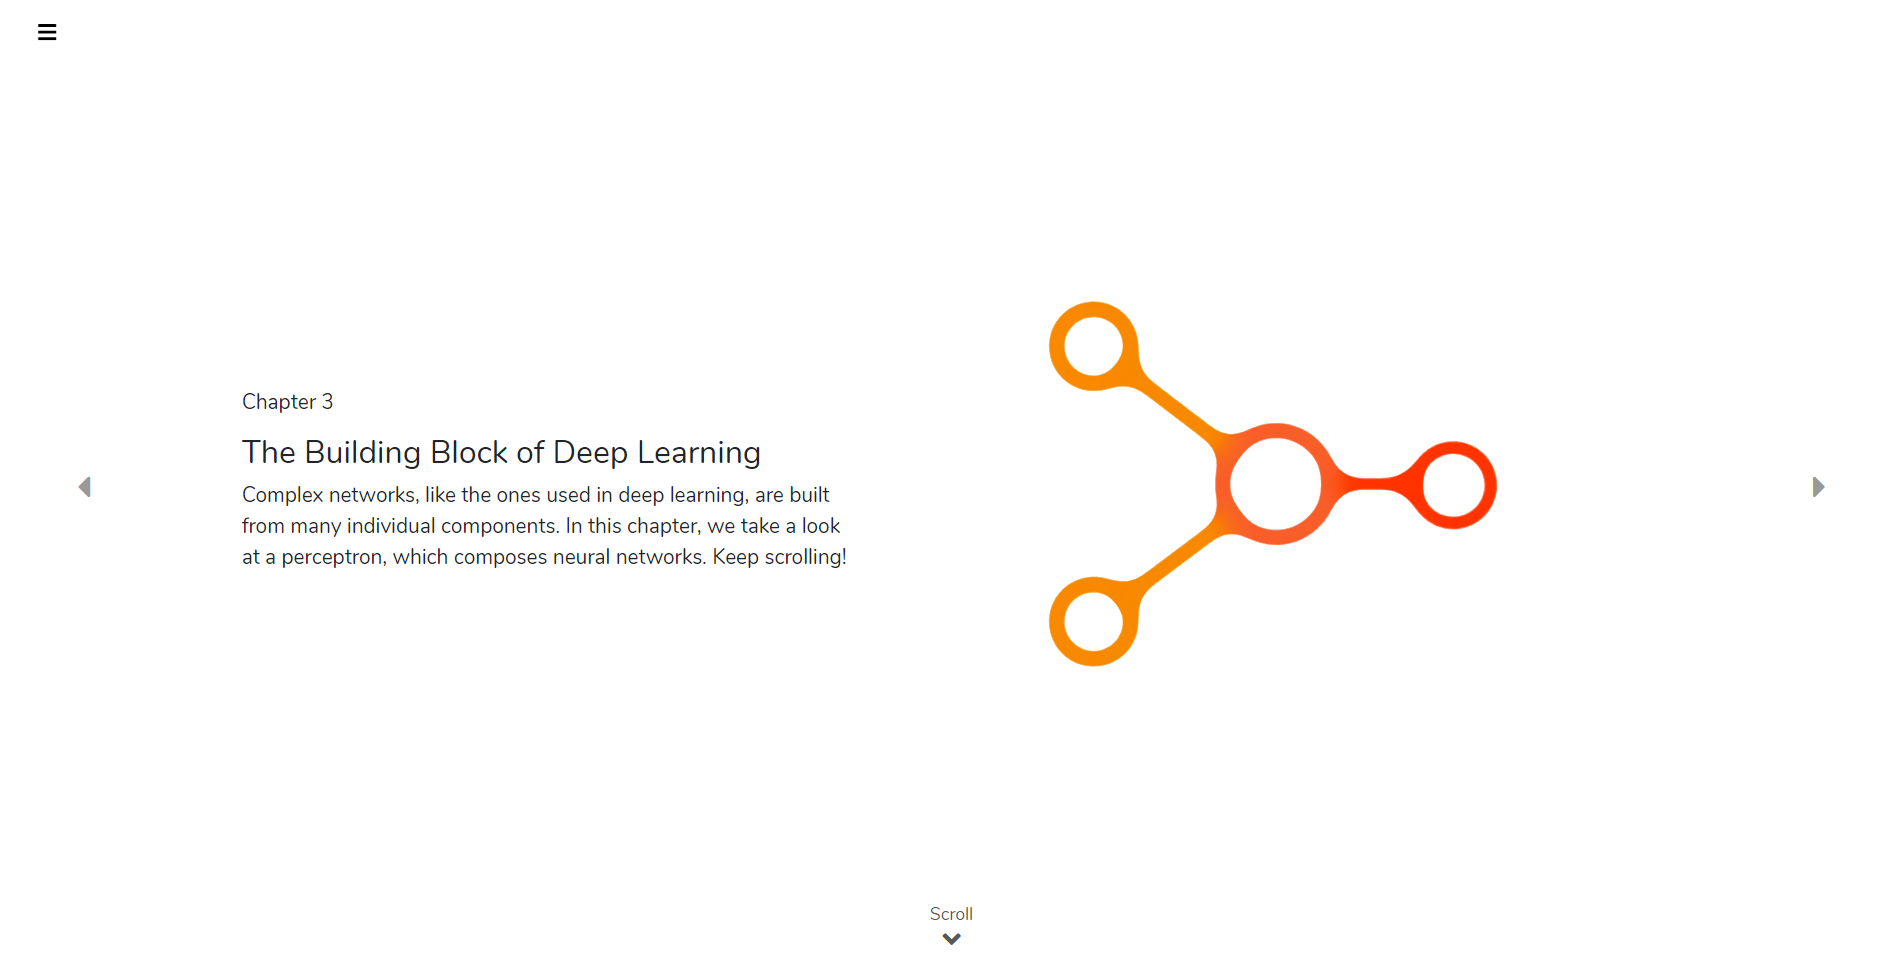 Chapter 3
The Building Block of Deep Learning
Complex networks, like the ones used in deep learning, are built
from many individual components. In this chapter, we take a look
at a perceptron, which composes neural networks. Keep scrolling!
Scroll